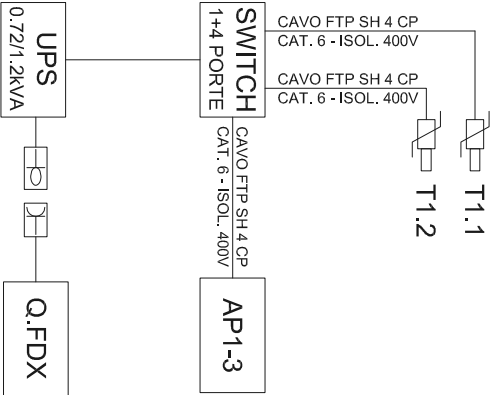 UPS
0.72/1.2kVA
SWITCH
1+4 PORTE
CAVO FTP SH 4 CP
CAT. 6 - ISOL. 400V
CAVO FTP SH 4 CP
CAT. 6 - ISOL. 400V
T1.1
T1.2
CAVO FTP SH 4 CP
CAT. 6 - ISOL. 400V
AP1-3
Q.FDX